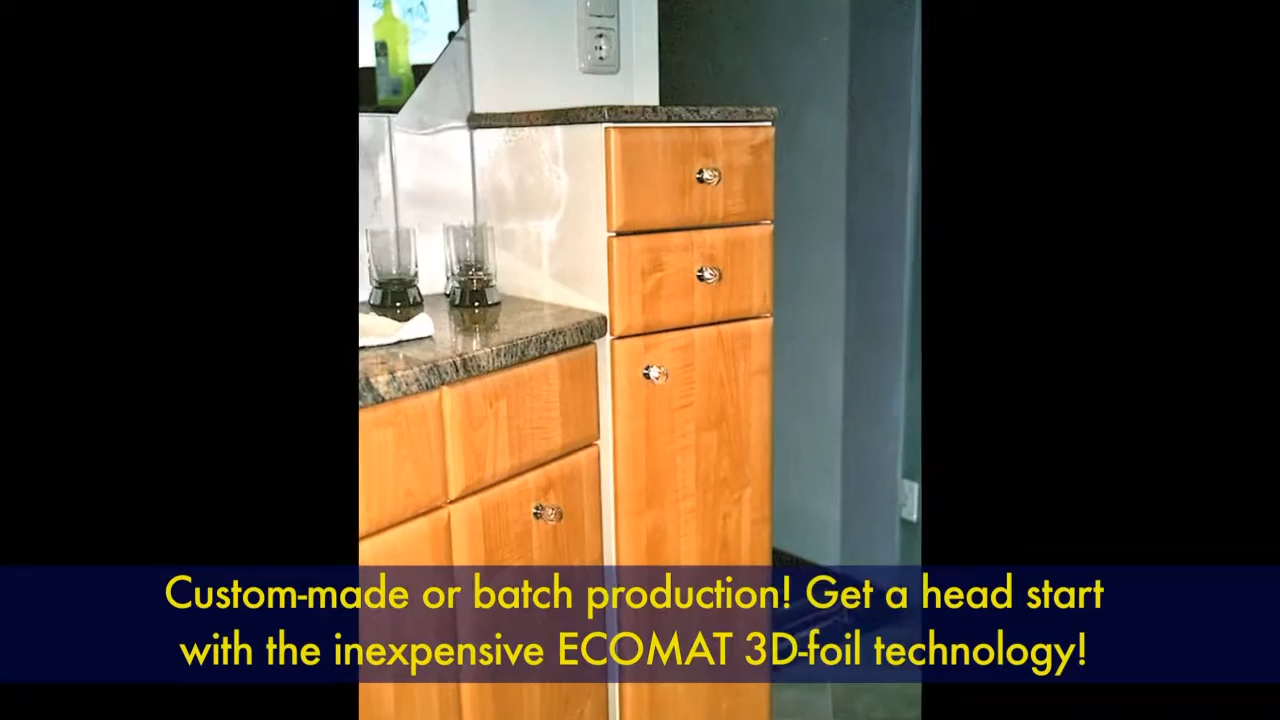 Custom-made or batch production! Get a head start
with the inexpensive ECOMAT 3D-foil technology!